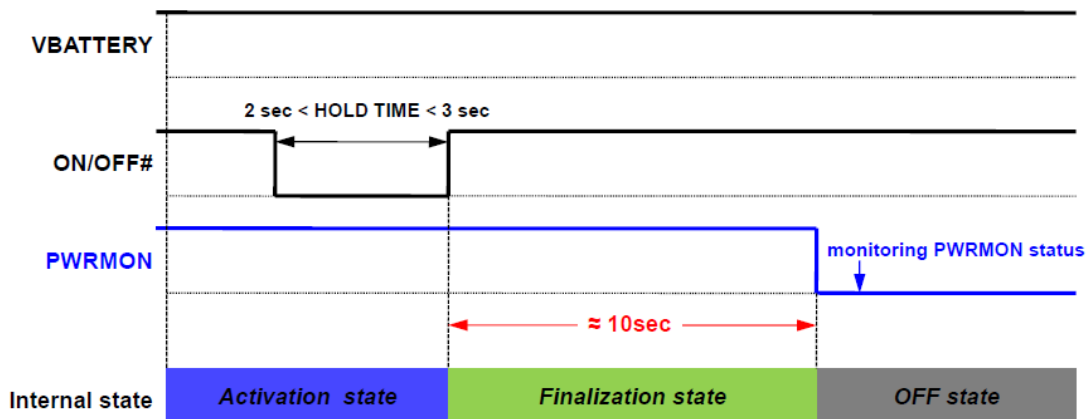 VBATTERY
2 sec < HOLD TIME < 3 sec
ON/OFF#
PWRMON
monitoring PWRMON status
≈ 10sec
Internal state
Activation state
Finalization state
OFF state